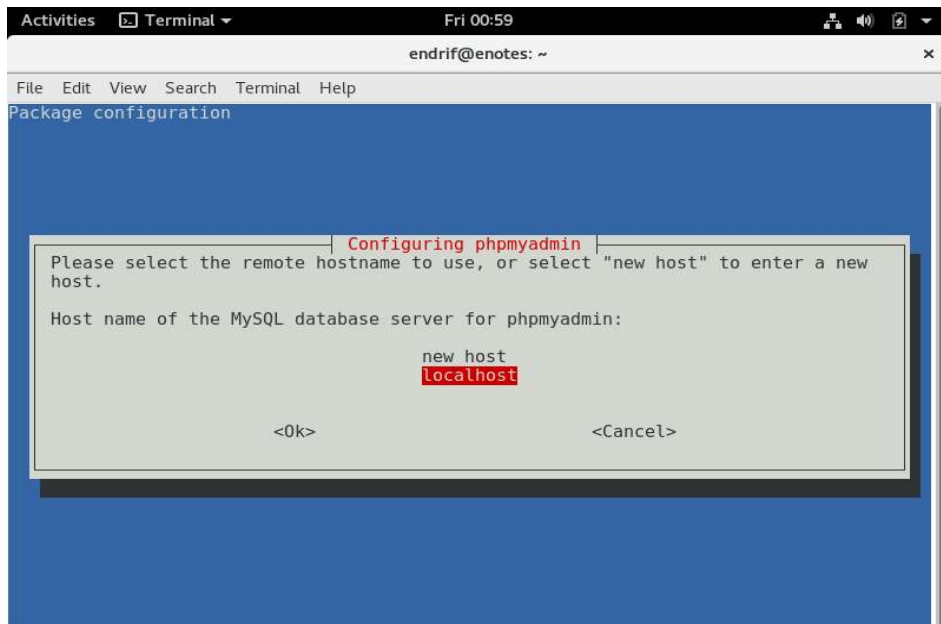 Activities Terminal Fri 00:59
endrif@enotes: ~ ×
File Edit View Search Terminal Help
Package configuration
Configuring phpmyadmin
Please select the remote hostname to use, or select "new host" to enter a new
host.
Host name of the MySQL database server for phpmyadmin:
new host
localhost
<Ok> <Cancel>